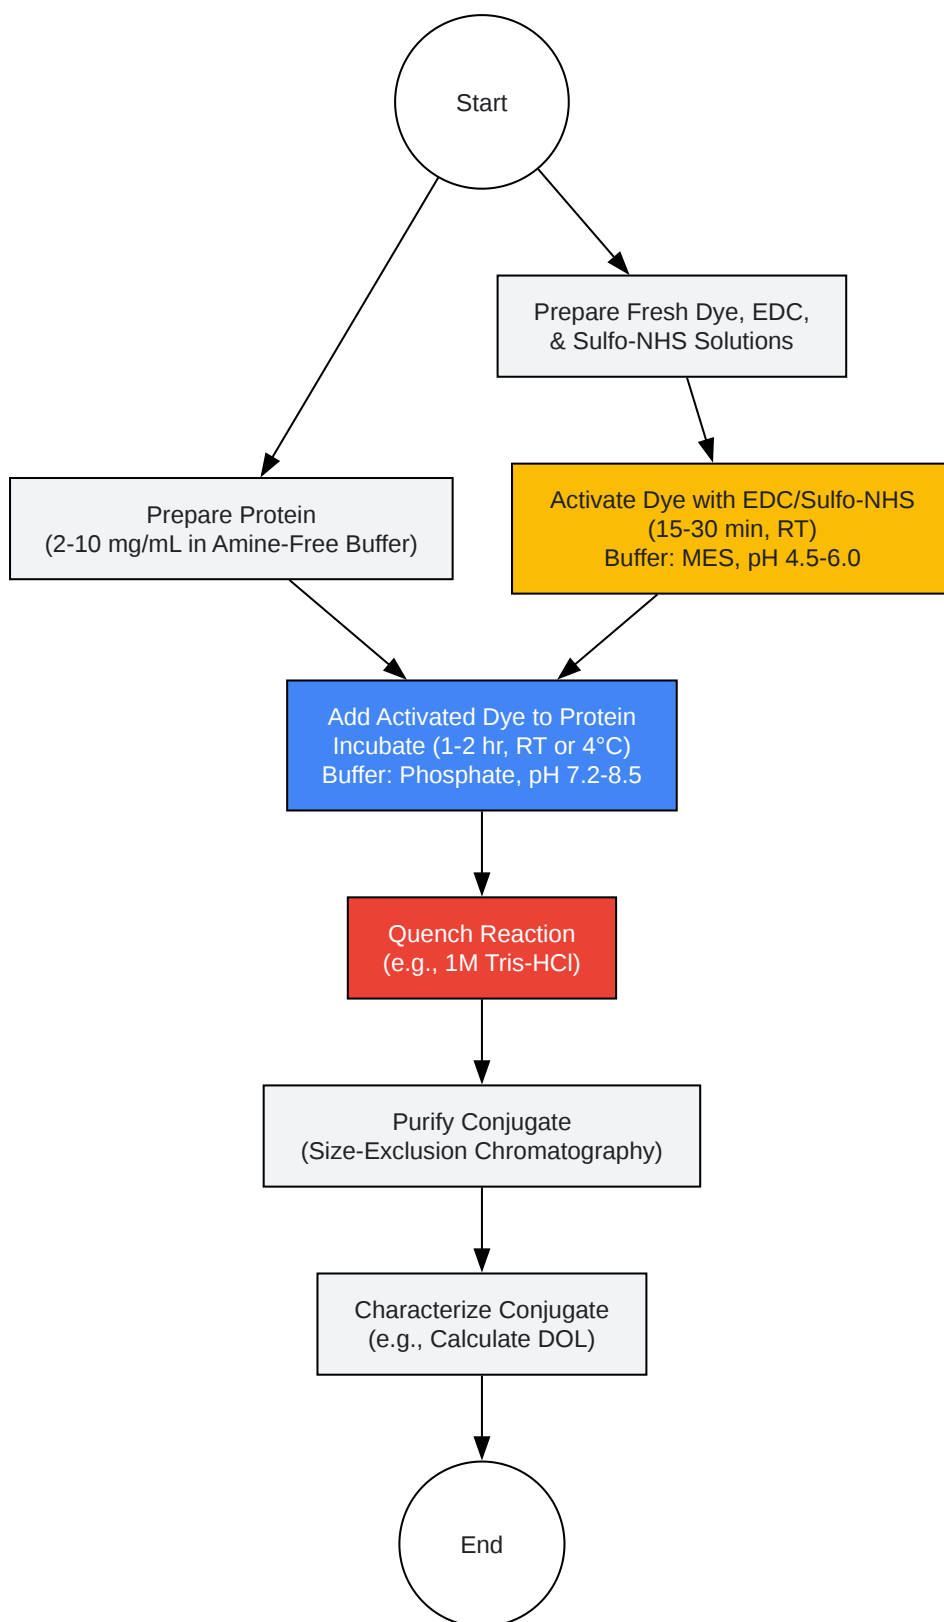 Start
Prepare Fresh Dye, EDC,
& Sulfo-NHS Solutions
Prepare Protein
(2-10 mg/mL in Amine-Free Buffer)
Activate Dye with EDC/Sulfo-NHS
(15-30 min, RT)
Buffer: MES, pH 4.5-6.0
Add Activated Dye to Protein
Incubate (1-2 hr, RT or 4°C)
Buffer: Phosphate, pH 7.2-8.5
Quench Reaction
(e.g., 1M Tris-HCl)
Purify Conjugate
(Size-Exclusion Chromatography)
Characterize Conjugate
(e.g., Calculate DOL)
End